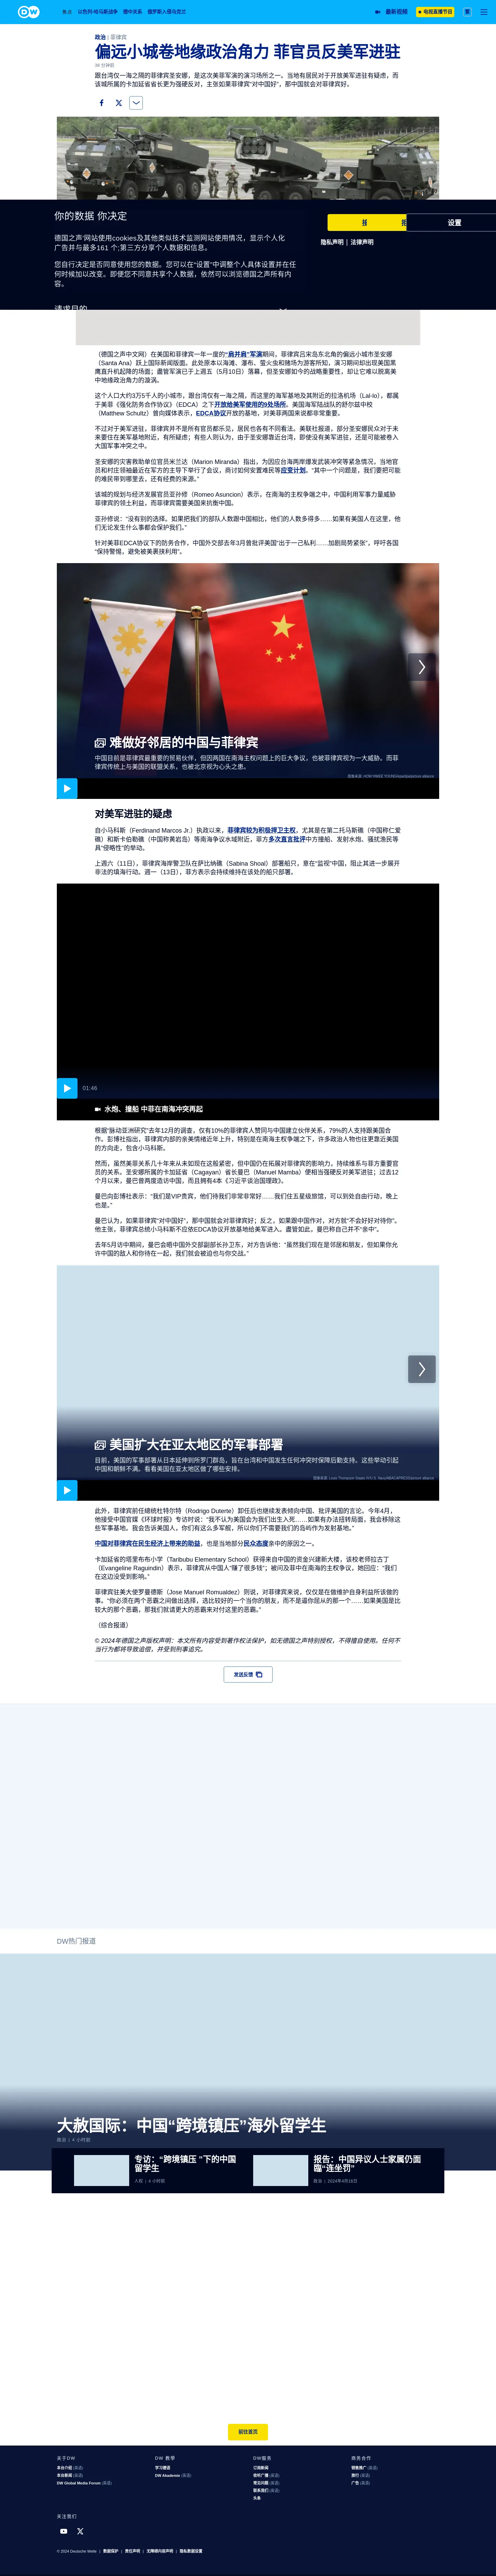 DW
焦点
以色列-哈马斯战争
德中关系
俄罗斯入侵乌克兰
最新视频
电视直播节目
政治 | 菲律宾
偏远小城卷地缘政治角力 菲官员反美军进驻
38 分钟前
跟台湾仅一海之隔的菲律宾圣安娜，是这次美菲军演的演习场所之一。当地有居民对于开放美军进驻有疑虑，而
该城所属的卡加延省省长更为强硬反对，主张如果菲律宾“对中国好”，那中国就会对菲律宾好。
你的数据 你决定
德国之声’网站使用cookies及其他类似技术监测网站使用情况，显示个人化
广告并与最多161 个;第三方分享个人数据和信息。
您自行决定是否同意使用您的数据。您可以在“设置”中调整个人具体设置并在任
何时候加以改变。即使您不同意共享个人数据，依然可以浏览德国之声所有内
容。
请求目的
设置
隐私声明 | 法律声明
（德国之声中文网）在美国和菲律宾一年一度的“肩并肩”军演期间，菲律宾吕宋岛东北角的偏远小城市圣安娜
（Santa Ana）跃上国际新闻版面。此处原本以海滩、瀑布、夜里的海萤火虫和赌场为游客所知，演习期间却出现美国黑
鹰直升机起降的场面；盡管军演已于上週五（5月10日）落幕，但圣安娜如今的战略重要性，却让它难以脱离美
中地缘政治角力的漩涡。
这个人口大约3万5千人的小城市，跟台湾仅有一海之隔。而这里的海军基地及其附近的拉洛机场（Lal-lo），都属
于美菲《强化防务合作协议》（EDCA）之下开放给美军使用的9处场所。美国海军陆战队的舒尔兹中校
（Matthew Schultz）曾向媒体表示，EDCA协议开放的基地，对美菲两国来说都非常重要。
不过对于美军进驻，菲律宾并不是所有官员都乐见，居民也各有不同看法。美联社报道，部分圣安娜民众对于未
来要住在美军基地附近，有所疑虑；有些人则认为，由于圣安娜靠近台湾，即使没有美军进驻，还是可能被卷入
大国军事冲突之中。
圣安娜的灾害救助单位官员米兰达（Marion Miranda）指出，为因应台海两岸爆发武装冲突等紧急情况，当地官
员和村庄领袖最近在军方的主导下举行了会议，商讨如何安置难民等应变计划。“其中一个问题是，我们要把可能
的难民带到哪里去，还有经费的来源。”
该城的规划与经济发展官员亚孙修（Romeo Asuncion）表示，在南海的主权争端之中，中国利用军事力量威胁
菲律宾的领土利益，而菲律宾需要美国来抗衡中国。
亚孙修说：“没有别的选择。如果把我们的部队人数跟中国相比，他们的人数多得多……如果有美国人在这里，他
们无论发生什么事都会保护我们。”
针对美菲EDCA协议下的防务合作，中国外交部去年3月曾批评美国“出于一己私利……加剧局势紧张”，呼吁各国
“保持警惕，避免被美裹挟利用”。
难做好邻居的中国与菲律宾
中国目前是菲律宾最重要的贸易伙伴，但因两国在南海主权问题上的巨大争议，也被菲律宾视为一大威胁。而菲
律宾传统上与美国的联盟关系，也被北京视为心头之患。
对美军进驻的疑虑
自小马科斯（Ferdinand Marcos Jr.）执政以来，菲律宾较为积极捍卫主权。尤其是在第二托马斯礁（中国称仁爱
礁）和斯卡伯勒礁（中国称黄岩岛）等南海争议水域附近，菲方多次直言批评中方撞船、发射水炮、骚扰渔民等
具“侵略性”的举动。
上週六（11日），菲律宾海岸警卫队在萨比纳礁（Sabina Shoal）部署船只，意在“监视”中国，阻止其进一步展开
非法的填海行动。週一（13日），菲方表示会持续维持在该处的船只部署。
01:46
水炮、撞船 中菲在南海冲突再起
根据“脉动亚洲研究”去年12月的调查，仅有10%的菲律宾人赞同与中国建立伙伴关系，79%的人支持跟美国合
作。彭博社指出，菲律宾内部的亲美情绪近年上升，特别是在南海主权争端之下，许多政治人物也往更靠近美国
的方向走，包含小马科斯。
然而，虽然美菲关系几十年来从未如现在这般紧密，但中国仍在拓展对菲律宾的影响力，持续维系与菲方重要官
员的关系。圣安娜所属的卡加延省（Cagayan）省长曼巴（Manuel Mamba）便相当强硬反对美军进驻；过去12
个月以来，曼巴曾两度造访中国，而且拥有4本《习近平谈治国理政》。
曼巴向彭博社表示：“我们是VIP贵宾，他们待我们非常非常好……我们住五星级旅馆，可以到处自由行动，晚上
也是。”
曼巴认为，如果菲律宾“对中国好”，那中国就会对菲律宾好；反之，如果跟中国作对，对方就“不会好好对待你”。
他主张，菲律宾总统小马科斯不应依EDCA协议开放基地给美军进入。盡管如此，曼巴称自己并不“亲中”。
去年5月访中期间，曼巴会晤中国外交部副部长孙卫东，对方告诉他：“虽然我们现在是邻居和朋友，但如果你允
许中国的敌人和你待在一起，我们就会被迫也与你交战。”
美国扩大在亚太地区的军事部署
目前，美国的军事部署从日本延伸到所罗门群岛，旨在台湾和中国发生任何冲突时保障后勤支持。这些举动引起
中国和朝鲜不满。看看美国在亚太地区做了哪些安排。
此外，菲律宾前任總统杜特尔特（Rodrigo Duterte）卸任后也继续发表倾向中国、批评美国的言论。今年4月，
他接受中国官媒《环球时报》专访时说：“我不认为美国会为我们出生入死……如果有办法扭转局面，我会移除这
些军事基地。我会告诉美国人，你们有这么多军舰，所以你们不需要我们的岛屿作为发射基地。”
中国对菲律宾在民生经济上带来的助益，也是当地部分民众态度亲中的原因之一。
卡加延省的塔里布布小学（Taribubu Elementary School）获得来自中国的资金兴建新大楼，该校老师拉古丁
（Evangeline Raguindin）表示，菲律宾从中国人“赚了很多钱”；被问及菲中在南海的主权争议，她回应：“我们
在这边没受到影响。”
菲律宾驻美大使罗曼德斯（Jose Manuel Romualdez）则说，对菲律宾来说，仅仅是在做维护自身利益所该做的
事。“你必须在两个恶霸之间做出选择，选比较好的一个当你的朋友，而不是逼你屈从的那一个……如果美国是比
较大的那个恶霸，那我们就请更大的恶霸来对付这里的恶霸。”
（综合报道）
© 2024年德国之声版权声明：本文所有内容受到著作权法保护，如无德国之声特别授权，不得擅自使用。任何不
当行为都将导致追偿，并受到刑事追究。
发送反馈
DW热门报道
大赦国际：中国“跨境镇压”海外留学生
政治 | 4 小时前
专访：“跨境镇压 ”下的中国
留学生
人权 | 4 小时前
报告：中国异议人士家属仍面
臨“连坐罚”
政治 | 2024年4月16日
前往首页
关于DW
本台介绍 (英语)
本台新闻 (英语)
DW Global Media Forum (英语)
DW 教學
学习德语
DW Akademie (英语)
DW服务
订阅新闻
收听广播 (英语)
常见问题 (英语)
联系我们 (英语)
头条
商务合作
销售推广 (英语)
旅行 (英语)
广告 (英语)
关注我们
© 2024 Deutsche Welle | 数据保护 | 责任声明 | 无障碍内容声明 | 隐私数据设置